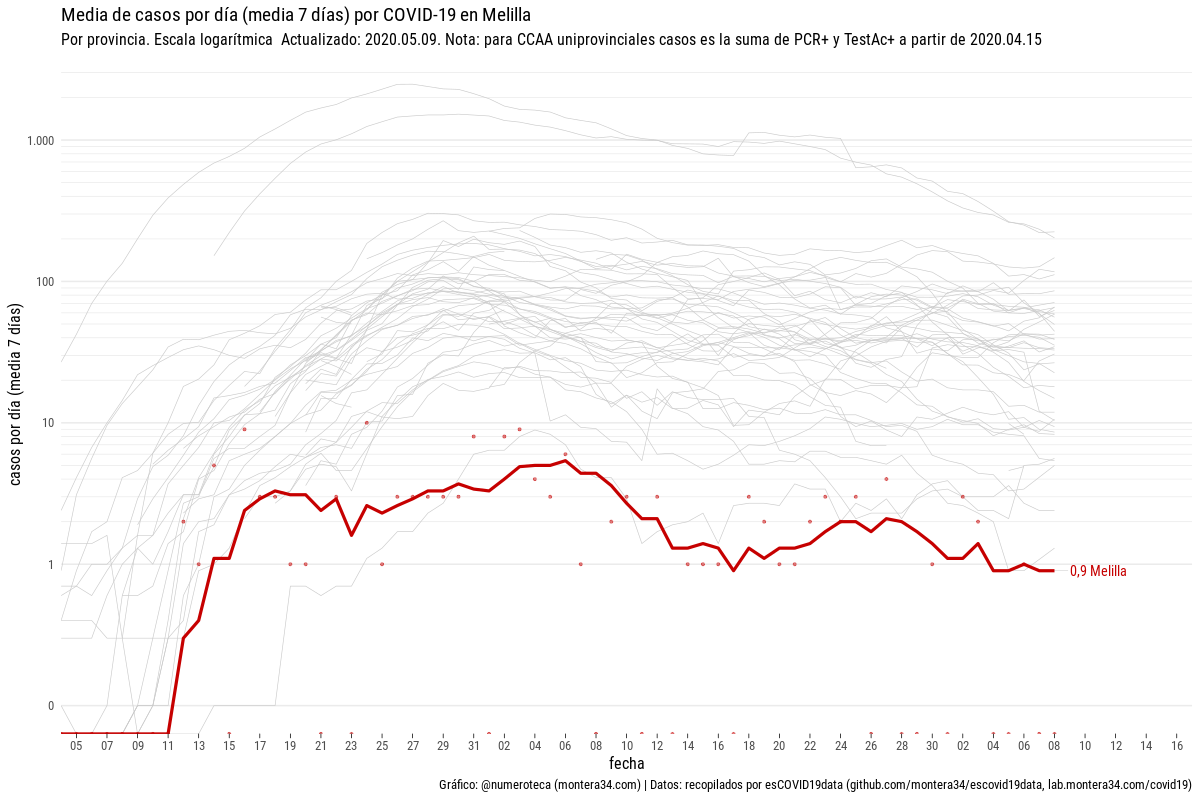 Media de casos por día (media 7 días) por COVID-19 en Melilla
Por provincia. Escala logarítmica  Actualizado: 2020.05.09. Nota: para CCAA uniprovinciales casos es la suma de PCR+ y TestAc+ a partir de 2020.04.15
casos por día (media 7 días)
1.000
100
10
1
0
0,9 Melilla
05 07 09 11 13 15 17 19 21 23 25 27 29 31 02 04 06 08 10 12 14 16 18 20 22 24 26 28 30 02 04 06 08 10 12 14 16
fecha
Gráfico: @numeroteca (montera34.com) | Datos: recopilados por esCOVID19data (github.com/montera34/escovid19data, lab.montera34.com/covid19)